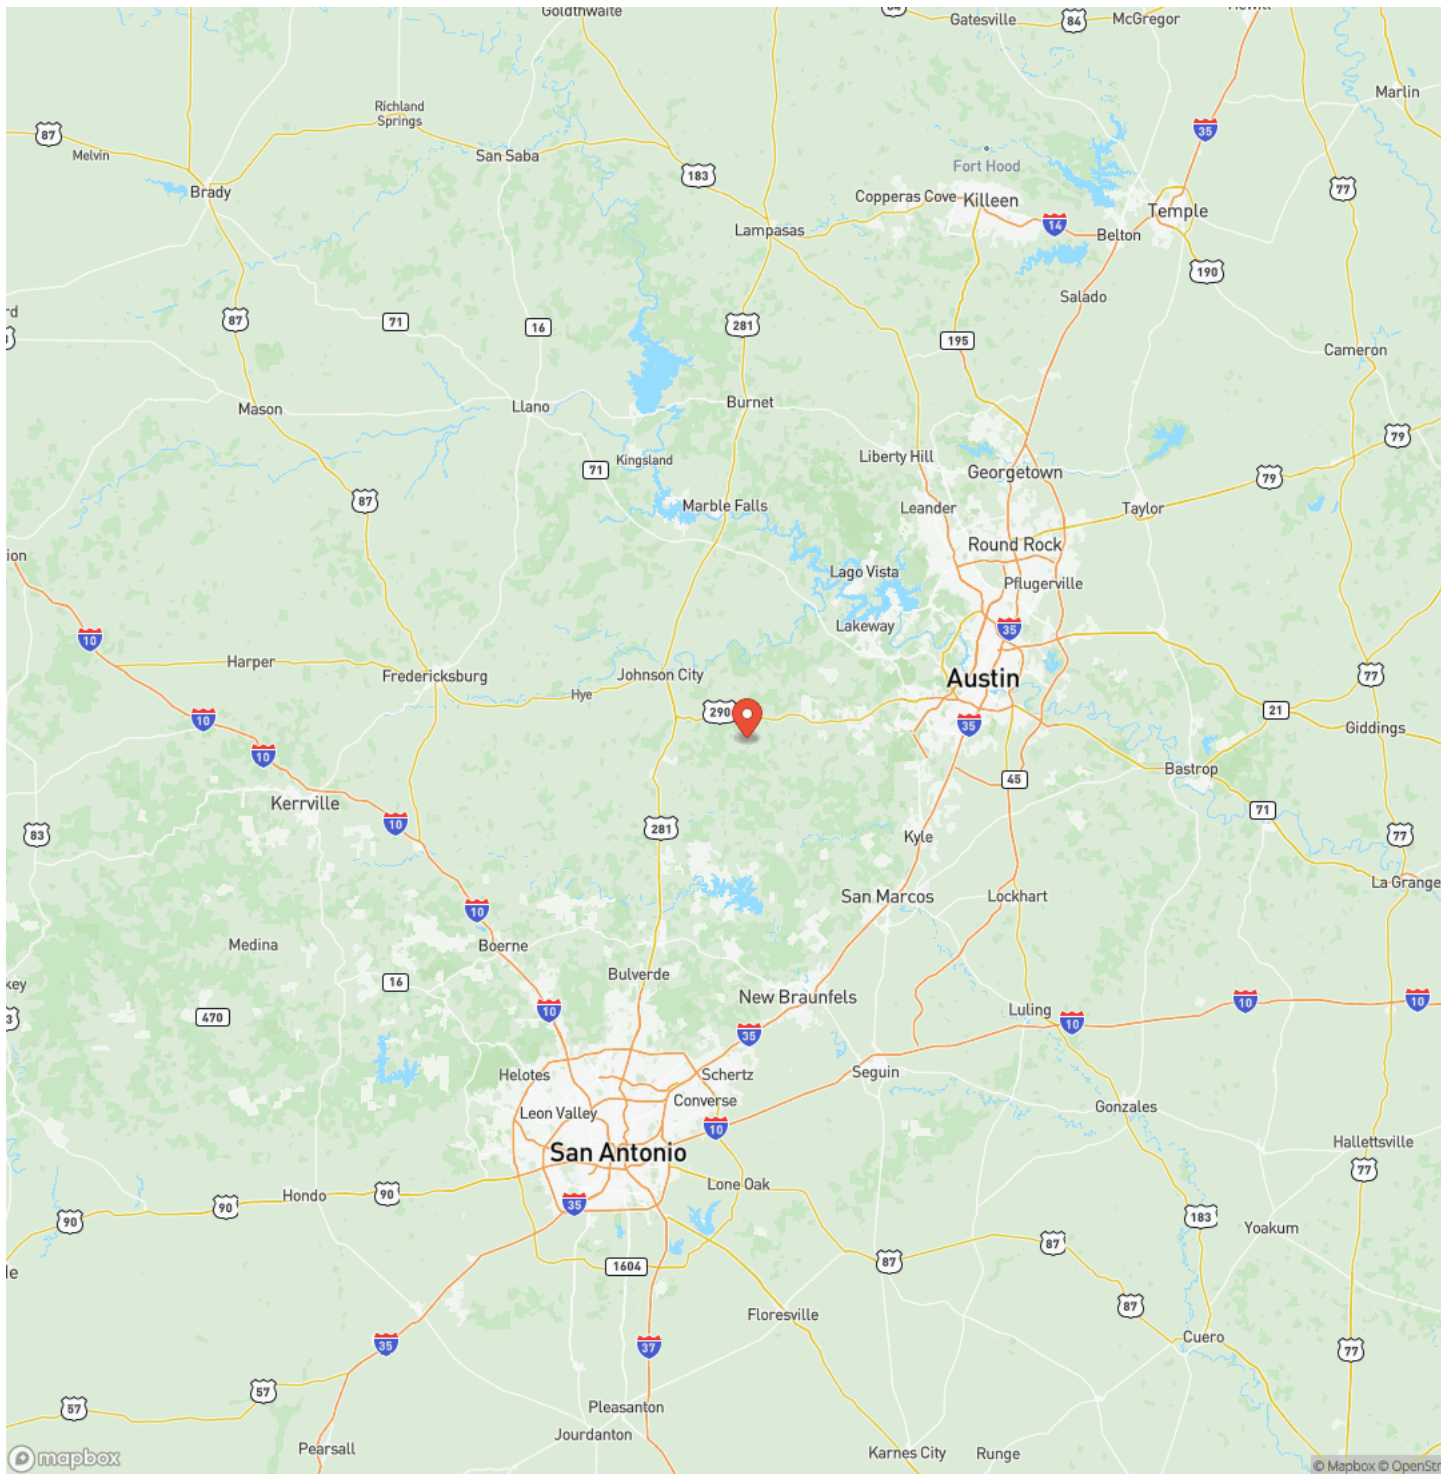 Goldthwaite
84
Gatesville
84
McGregor
Hewitt
Marlin
Richland
Springs
87
Melvin
35
San Saba
183
Fort Hood
77
Brady
Copperas Cove
Killeen
Temple
Lampasas
14
Belton
190
Salado
rd
87
71
16
281
195
Cameron
Mason
Llano
Burnet
79
Liberty Hill
Kingsland
71
Georgetown
79
87
Marble Falls
Leander
Taylor
Round Rock
ion
Lago Vista
Pflugerville
10
Lakeway
35
Harper
Fredericksburg
Johnson City
Austin
77
Hye
290
21
10
35
Giddings
10
Bastrop
45
Kerrville
71
83
10
281
Kyle
77
La Grange
San Marcos
Lockhart
10
Medina
Boerne
Bulverde
key
16
New Braunfels
10
10
470
10
Luling
10
3
35
Helotes
Schertz
Seguin
Converse
Gonzales
Leon Valley
10
Hallettsville
San Antonio
77
Lone Oak
Hondo
90
90
35
183
90
Yoakum
87
87
le
1604
87
Floresville
Cuero
35
37
77
57
57
Pleasanton
Jourdanton
Pearsall
Karnes City
Runge
mapbox
© Mapbox © OpenStr